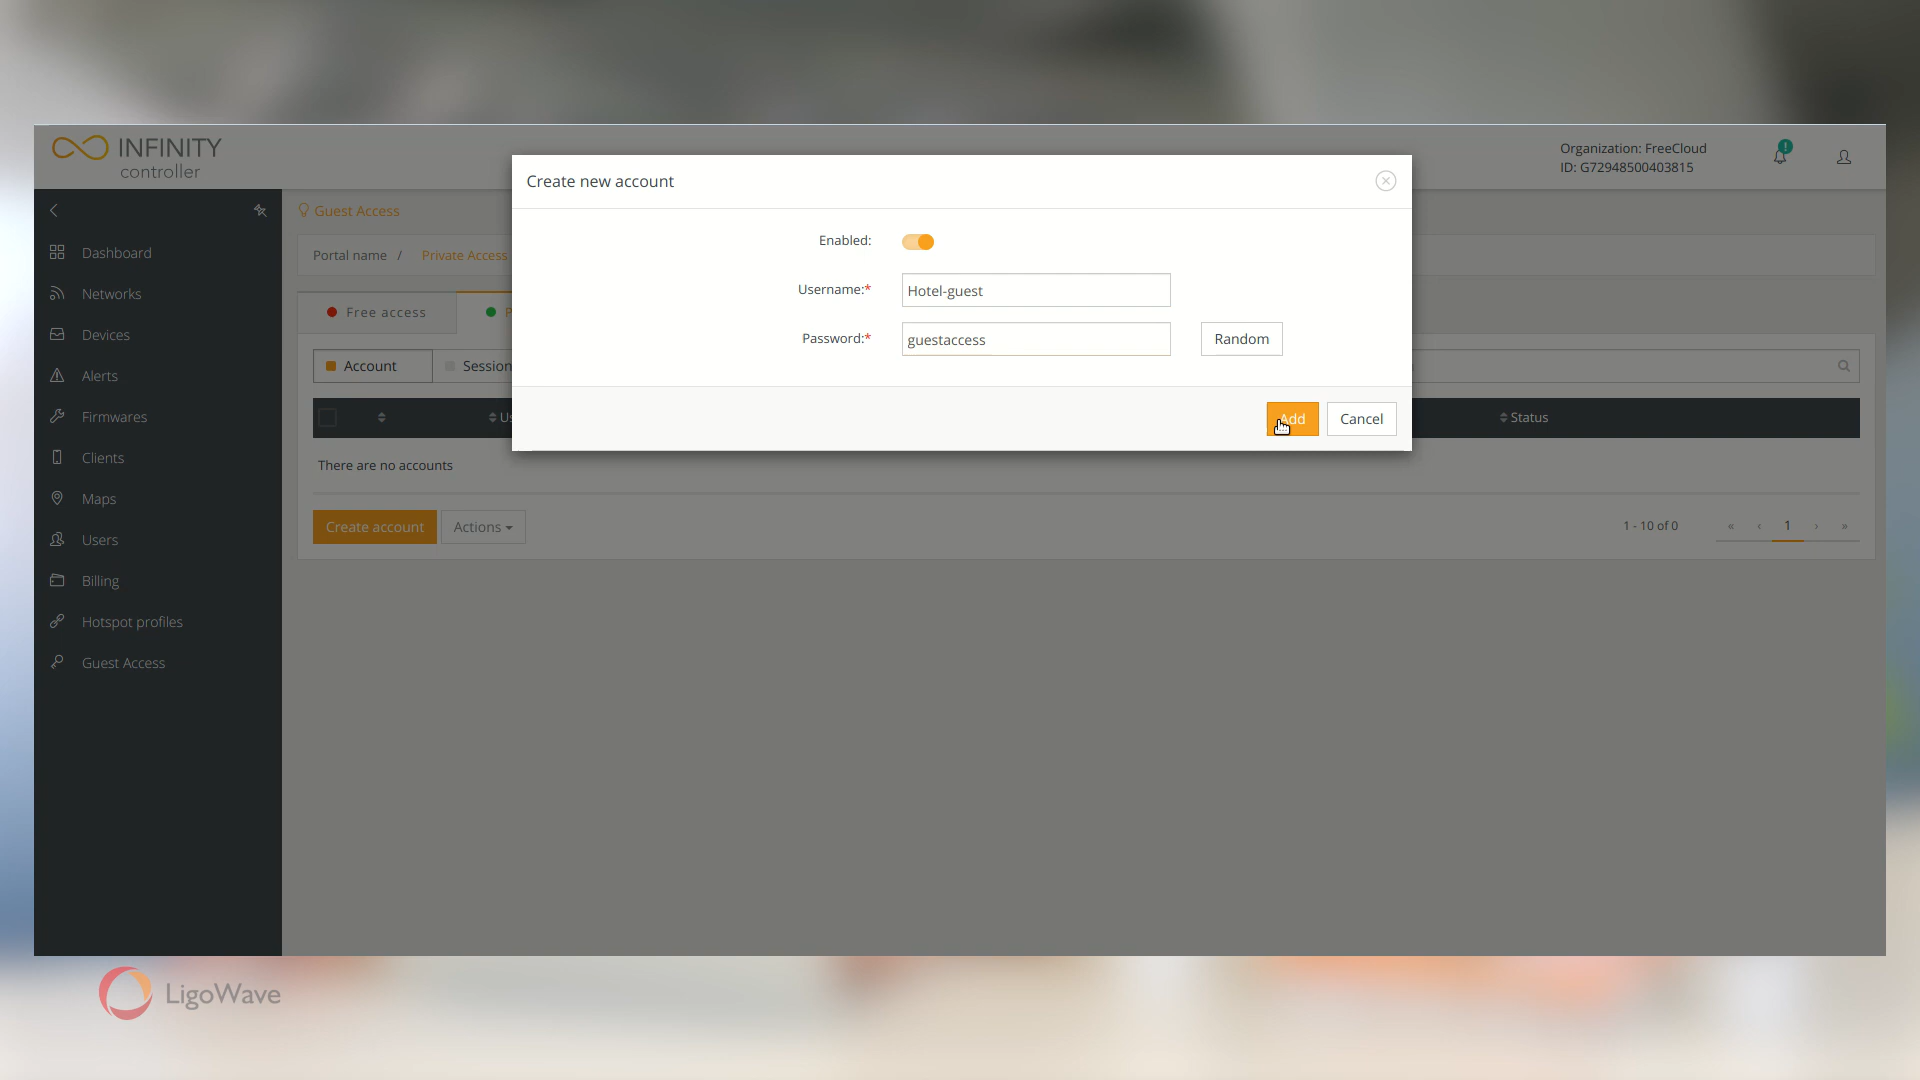 INFINITY
controller
Organization: FreeCloud
ID: G72948500403815
Dashboard
Networks
Devices
Alerts
Firmwares
Clients
Maps
Users
Billing
Hotspot profiles
Guest Access
Guest Access
Portal name / Private Access
Free access
Account
Session
Status
There are no accounts
Create account
Actions
1 - 10 of 0
« ‹ 1 › »
Create new account
Enabled:
Username:*
Hotel-guest
Password:*
guestaccess
Random
Add
Cancel
LigoWave